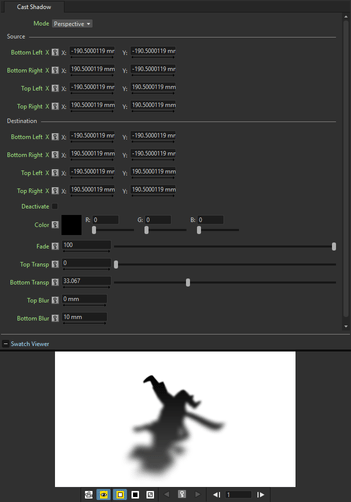 Cast Shadow
Mode Perspective
Source
Bottom Left X X: -190.5000119 mm Y: -190.5000119 mm
Bottom Right X: 190.5000119 mm Y: -190.5000119 mm
Top Left X X: -190.5000119 mm Y: 190.5000119 mm
Top Right X X: 190.5000119 mm Y: 190.5000119 mm
Destination
Bottom Left X X: -190.5000119 mm Y: -190.5000119 mm
Bottom Right X: 190.5000119 mm Y: -190.5000119 mm
Top Left X X: -190.5000119 mm Y: 190.5000119 mm
Top Right X X: 190.5000119 mm Y: 190.5000119 mm
Deactivate
Color R: 0 G: 0 B: 0
Fade 100
Top Transp 0
Bottom Transp 33.067
Top Blur 0 mm
Bottom Blur 10 mm
Swatch Viewer
1